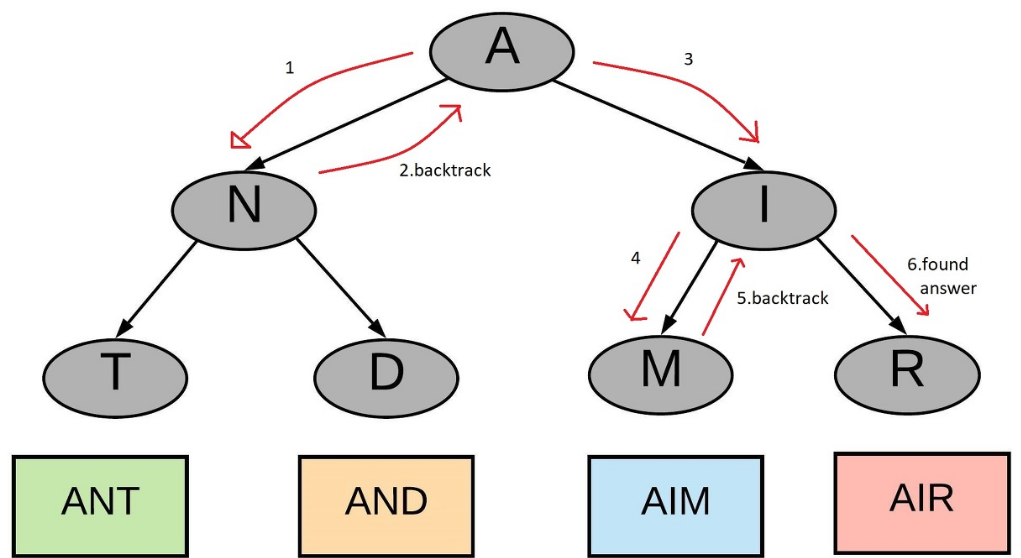 A
1
3
2.backtrack
N
I
4
6.found
answer
5.backtrack
T
D
M
R
ANT
AND
AIM
AIR